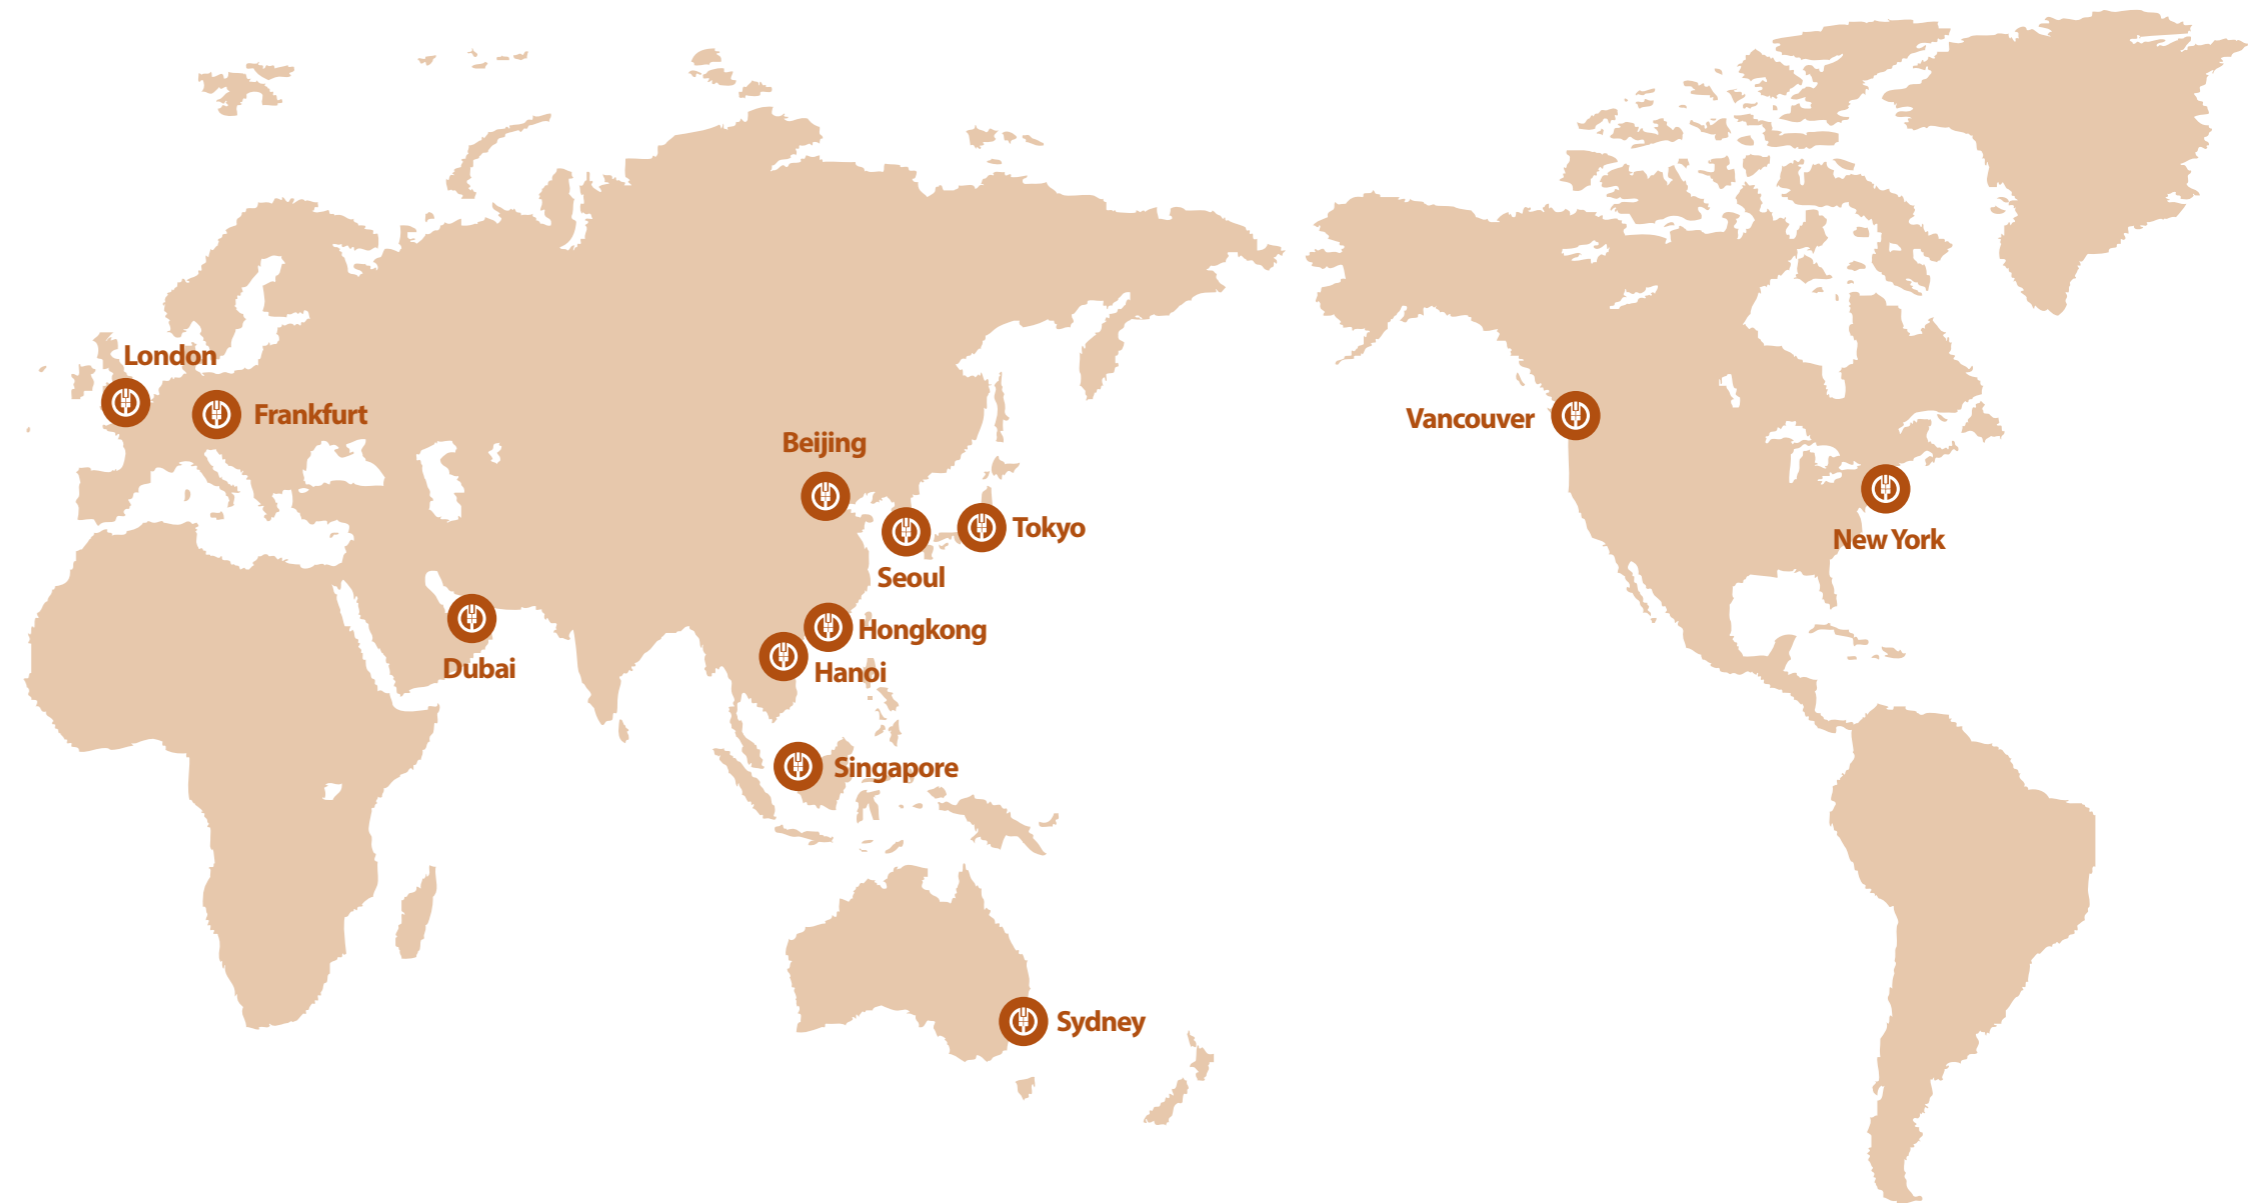 London
Frankfurt
Beijing
Vancouver
Tokyo
New York
Seoul
Hongkong
Dubai
Hanoi
Singapore
Sydney